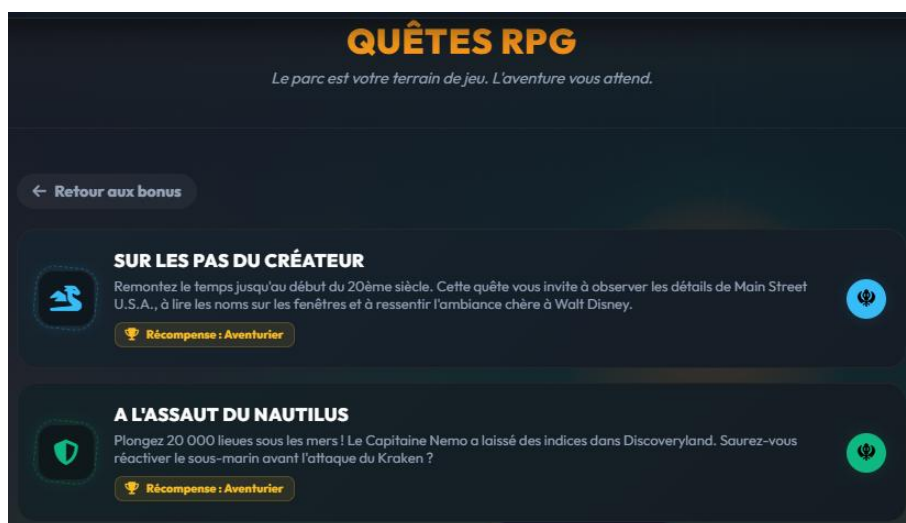 QUÊTES RPG
Le parc est votre terrain de jeu. L'aventure vous attend.
← Retour aux bonus
SUR LES PAS DU CRÉATEUR
Remontez le temps jusqu'au début du 20ème siècle. Cette quête vous invite à observer les détails de Main Street
U.S.A., à lire les noms sur les fenêtres et à ressentir l'ambiance chère à Walt Disney.
Récompense : Aventurier
A L'ASSAUT DU NAUTILUS
Plongez 20 000 lieues sous les mers ! Le Capitaine Nemo a laissé des indices dans Discoveryland. Saurez-vous
réactiver le sous-marin avant l'attaque du Kraken ?
Récompense : Aventurier